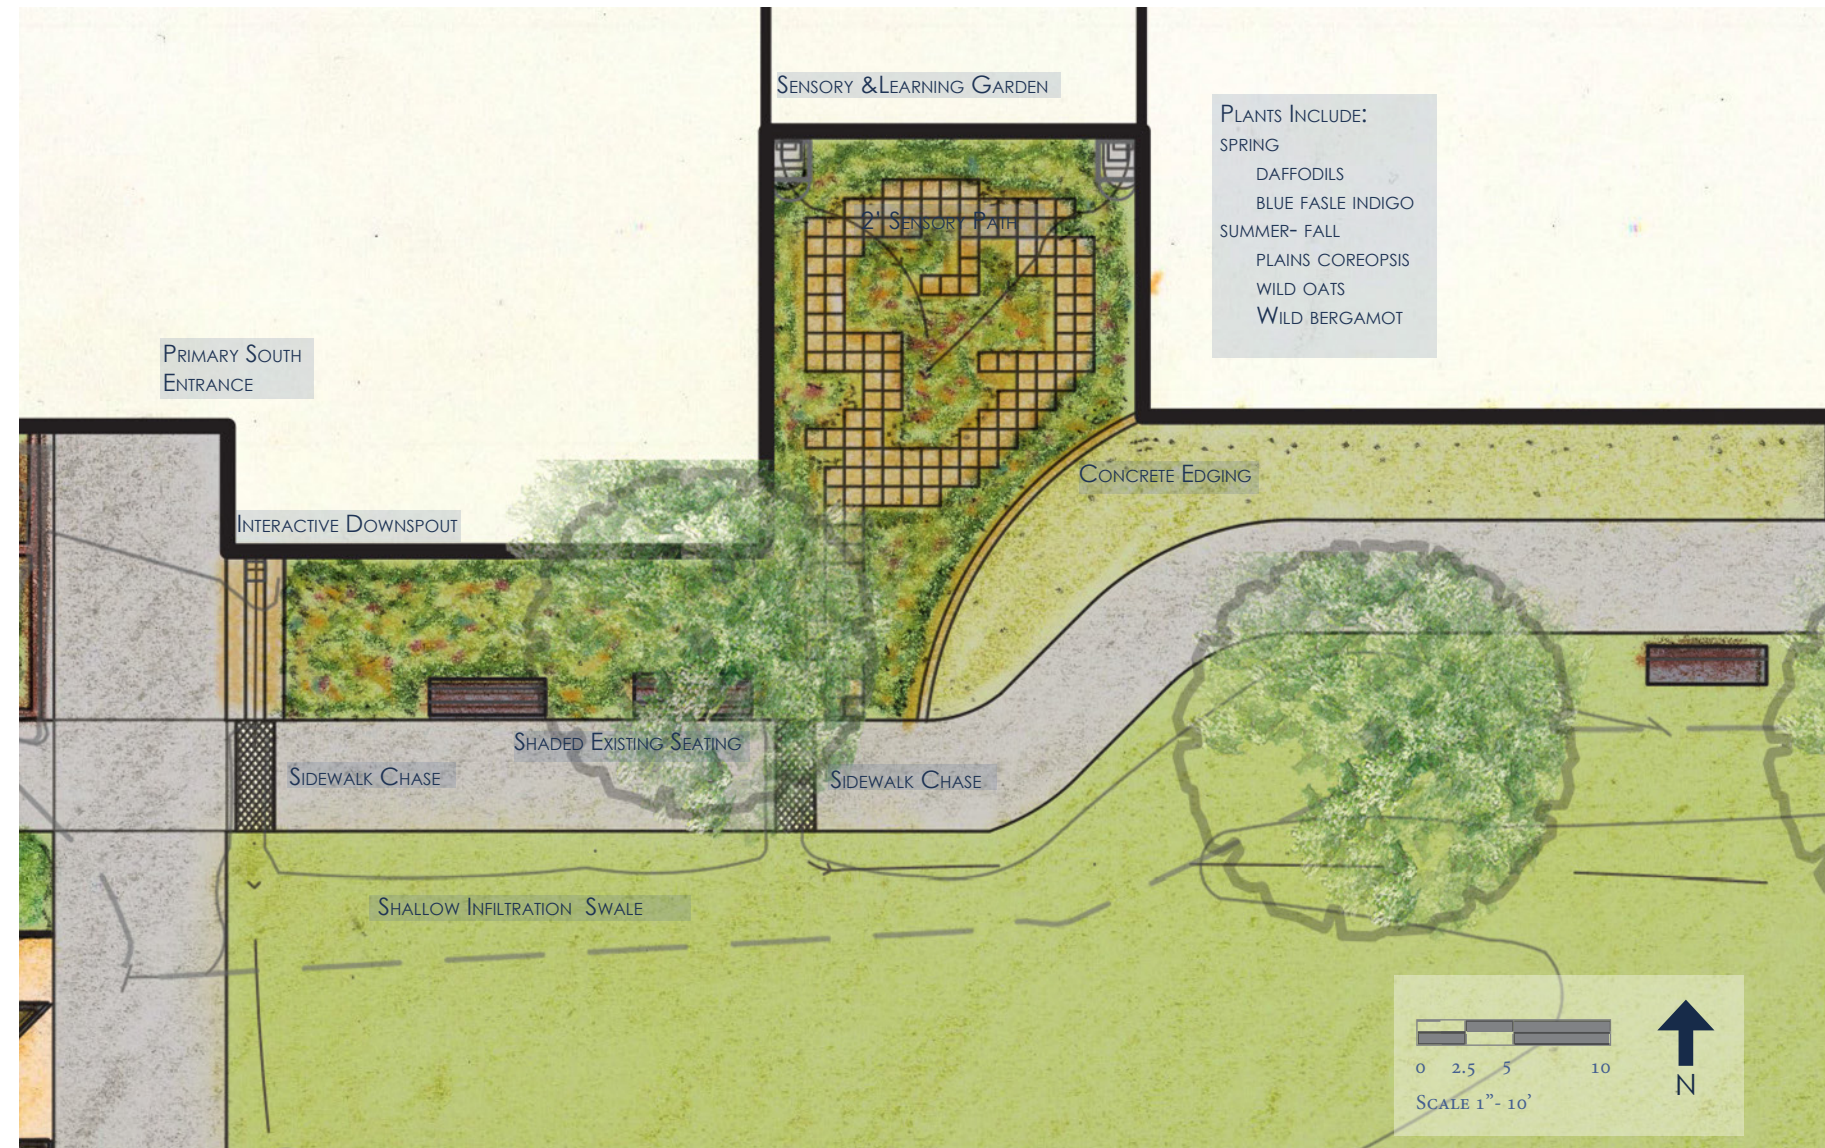 Sensory &Learning Garden
Plants Include:
spring
daffodils
blue fasle indigo
summer- fall
plains coreopsis
wild oats
Wild bergamot
2' Sensory Path
Primary South
Entrance
Concrete Edging
Interactive Downspout
Shaded Existing Seating
Sidewalk Chase
Sidewalk Chase
Shallow Infiltration Swale
0 2.5 5 10
Scale 1”- 10’
N